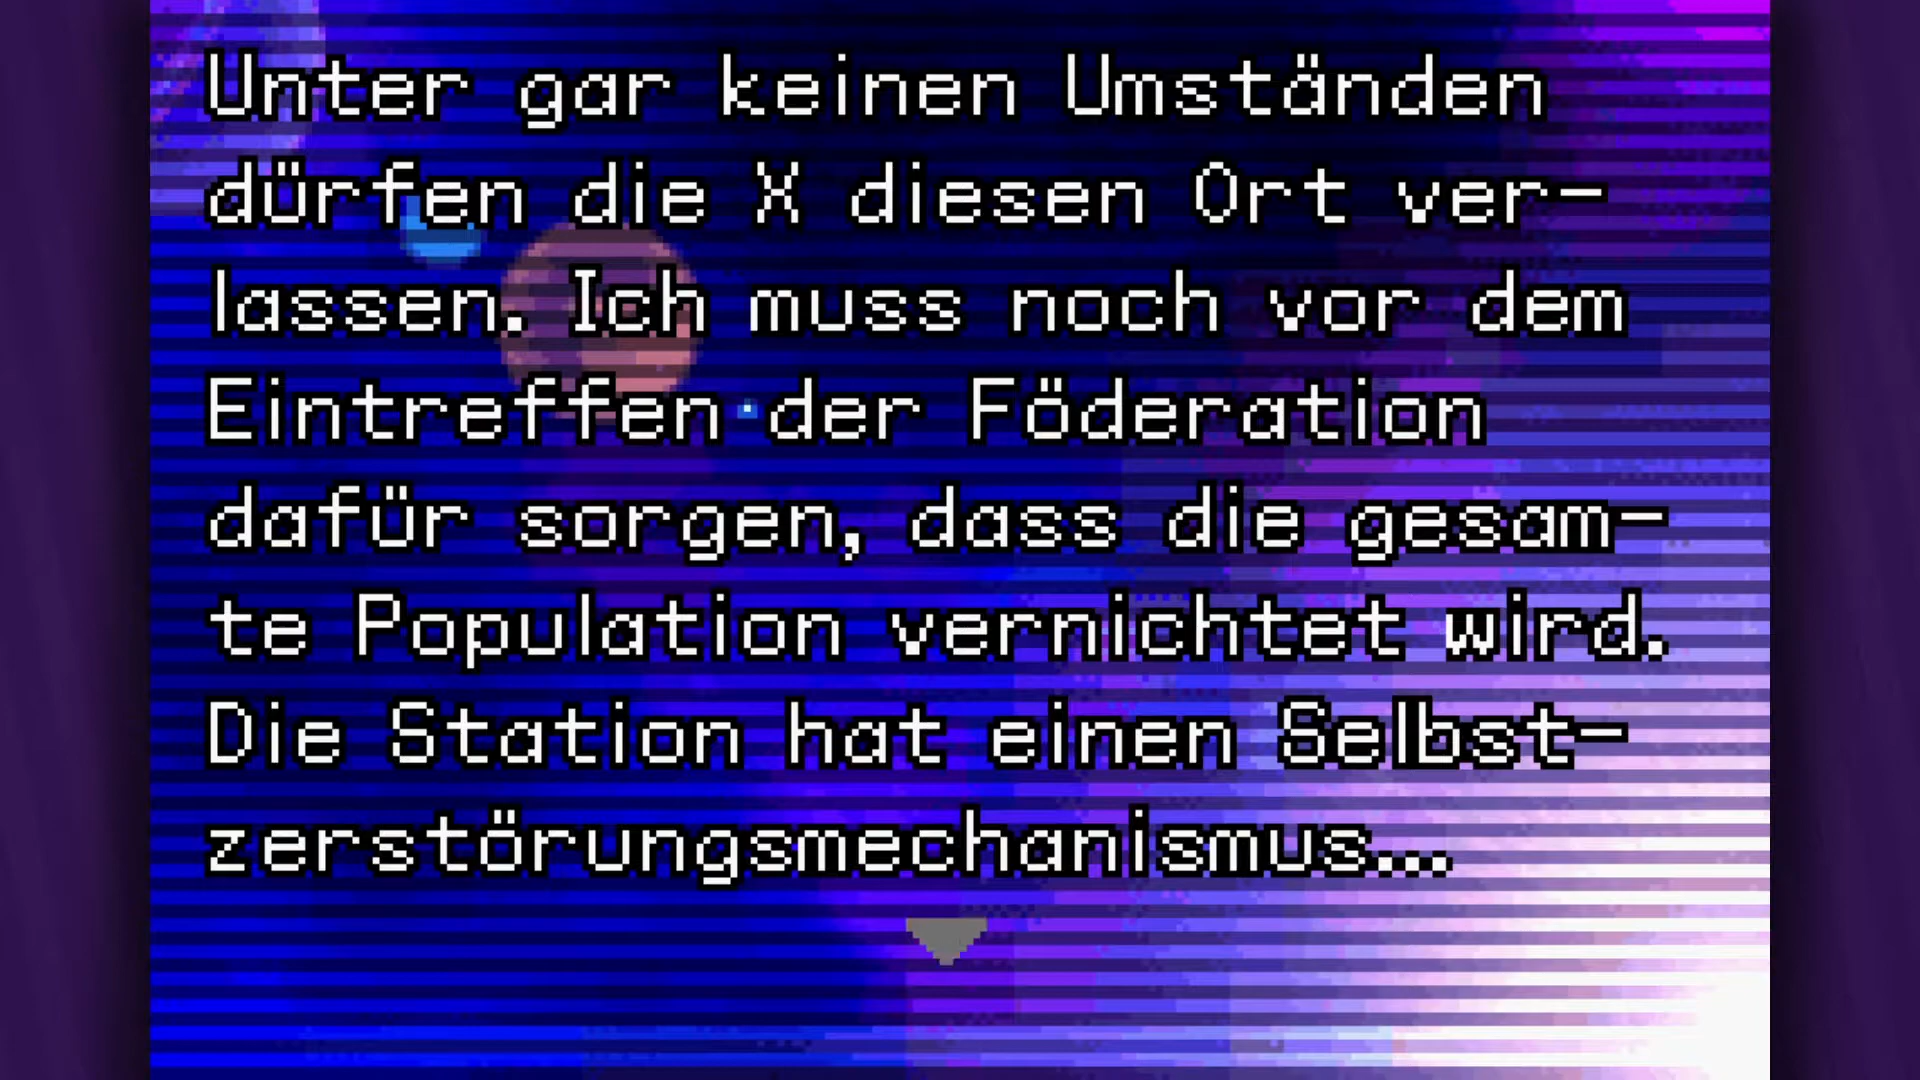 Unter gar keinen Umständen
dürfen die X diesen Ort ver-
lassen. Ich muss noch vor dem
Eintreffen der Föderation
dafür sorgen, dass die gesam-
te Population vernichtet wird.
Die Station hat einen Selbst-
zerstörungsmechanismus...